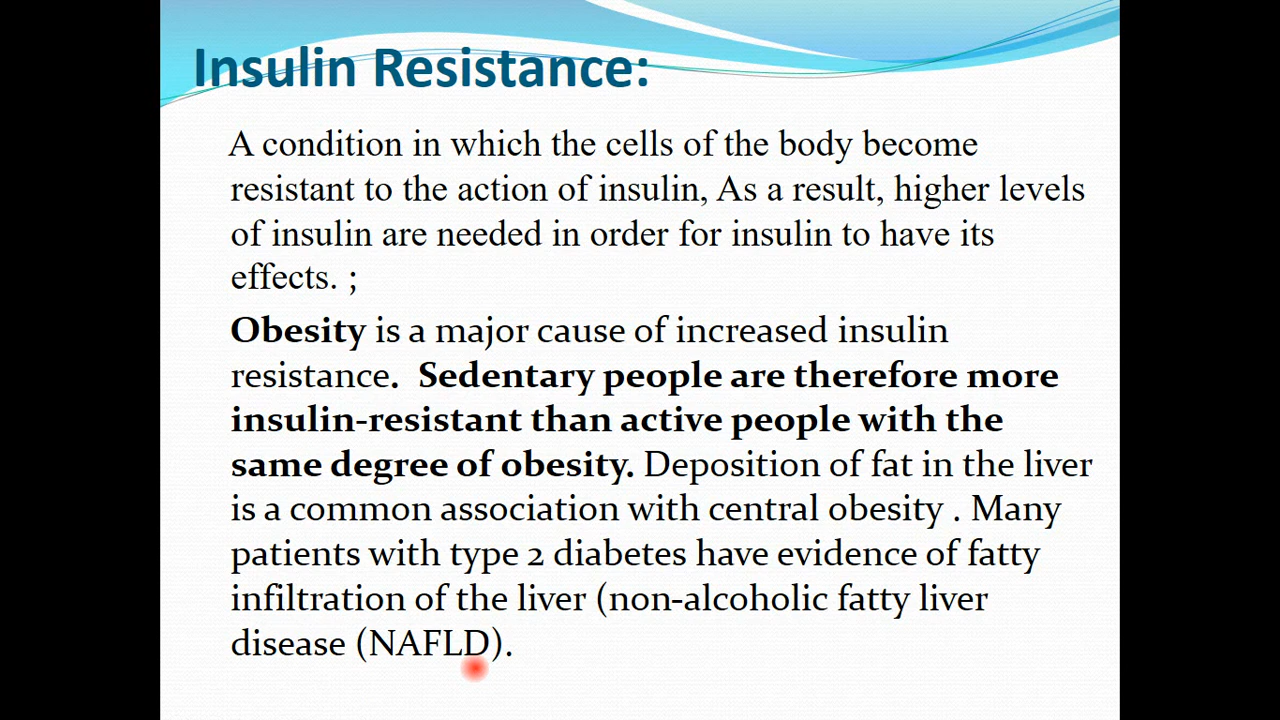 Insulin Resistance:
A condition in which the cells of the body become
resistant to the action of insulin, As a result, higher levels
of insulin are needed in order for insulin to have its
effects. ;
Obesity is a major cause of increased insulin
resistance. Sedentary people are therefore more
insulin-resistant than active people with the
same degree of obesity. Deposition of fat in the liver
is a common association with central obesity . Many
patients with type 2 diabetes have evidence of fatty
infiltration of the liver (non-alcoholic fatty liver
disease (NAFLD).